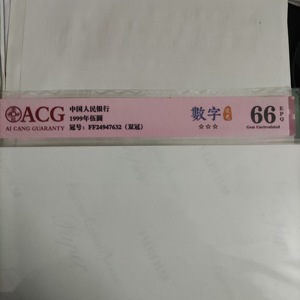 ACG
AI CANG GUARANTY
中国人民银行
1999年伍圆
冠号：FF24947632（双冠）
數字
☆☆☆
66 EPQ
Gem Uncirculated